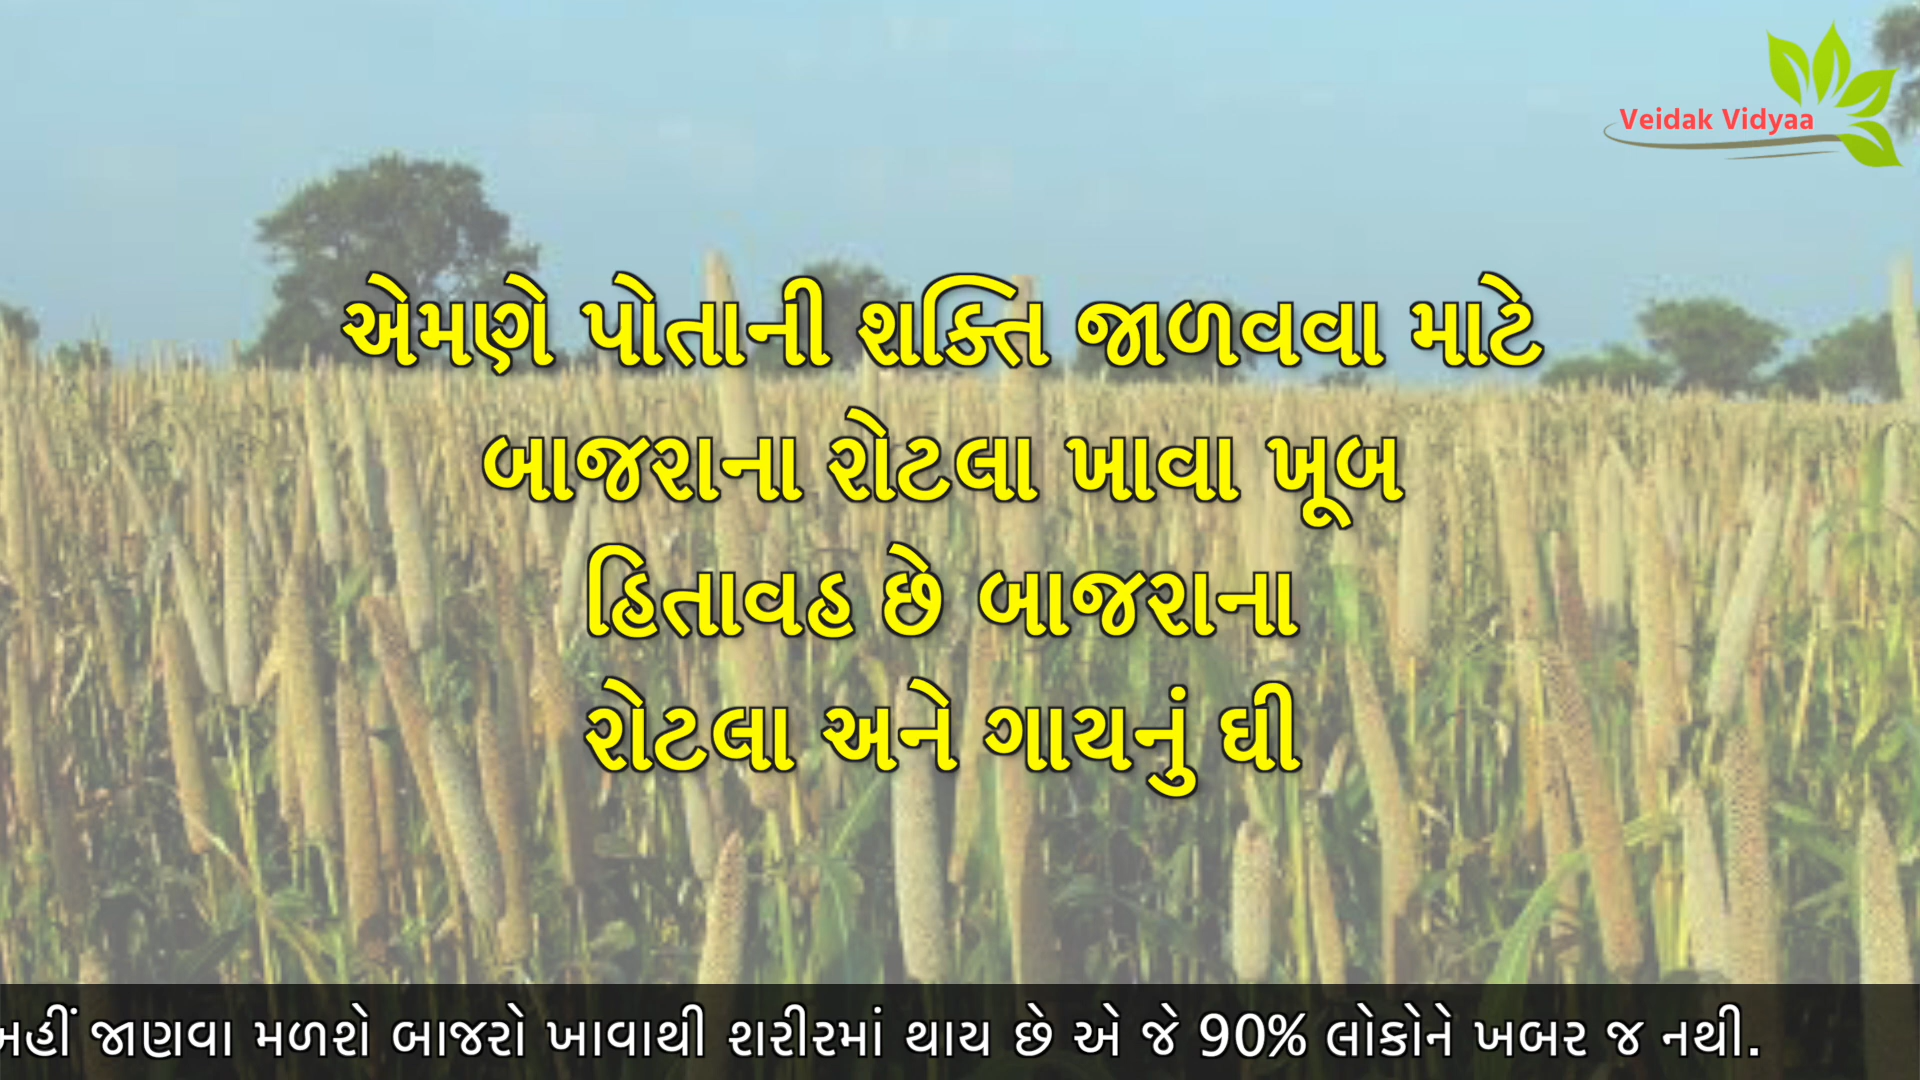 Veidak Vidyaa
એમણે પોતાની શક્તિ જાળવવા માટે
બાજરાના રોટલા ખાવા ખૂબ
હિતાવહ છે બાજરાના
રોટલા અને ગાયનું ઘી
જાણવા મળશે બાજરો ખાવાથી શરીરમાં થાય છે એ જે 90% લોકોને ખબર જ નથી.